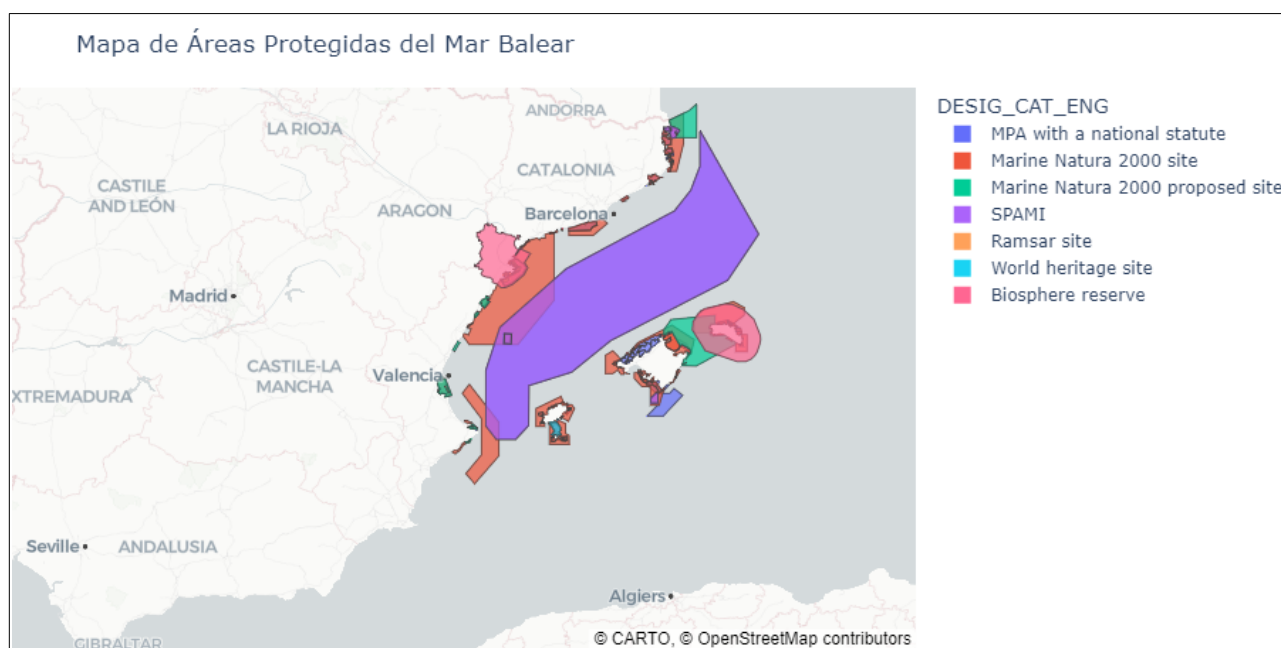 Mapa de Áreas Protegidas del Mar Balear
DESIG_CAT_ENG
MPA with a national statute
Marine Natura 2000 site
Marine Natura 2000 proposed site
SPAMI
Ramsar site
World heritage site
Biosphere reserve
ANDORRA
LA RIOJA
CATALONIA
CASTILE
AND LEÓN
ARAGON
Barcelona
Madrid
CASTILE-LA
MANCHA
Valencia
XTREMADURA
Seville
ANDALUSIA
Algiers
GIBRALTAR
© CARTO, © OpenStreetMap contributors